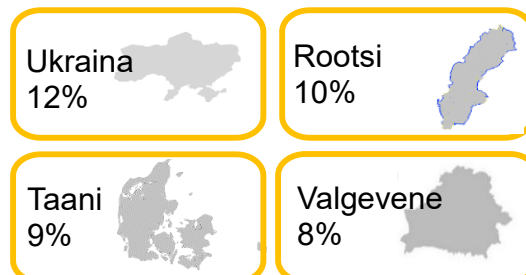 Ukraina
12%
Rootsi
10%
Taani
9%
Valgevene
8%